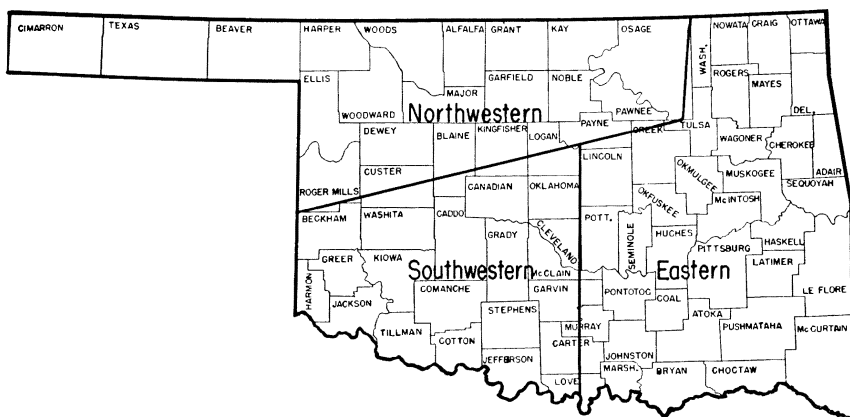 CIMARRON
TEXAS
BEAVER
HARPER
WOODS
ALFALFA
GRANT
KAY
OSAGE
WASH.
NOWATA
CRAIG
OTTAWA
ELLIS
WOODWARD
MAJOR
GARFIELD
NOBLE
PAWNEE
ROGERS
MAYES
DEL.
Northwestern
DEWEY
BLAINE
KINGFISHER
LOGAN
PAYNE
CREEK
TULSA
WAGONER
CHEROKEE
ADAIR
ROGER MILLS
CUSTER
CANADIAN
OKLAHOMA
LINCOLN
OKMULGEE
MUSKOGEE
SEQUOYAH
BECKHAM
WASHITA
CADDO
GRADY
CLEVELAND
POTT.
SEMINOLE
OKFUSKEE
McINTOSH
HUGHES
PITTSBURG
HASKELL
LATIMER
LE FLORE
GREER
KIOWA
Southwestern
McCLAIN
Eastern
HARMON
JACKSON
COMANCHE
GARVIN
PONTOTOC
COAL
ATOKA
PUSHMATAHA
McCURTAIN
TILLMAN
COTTON
STEPHENS
MURRAY
CARTER
JOHNSTON
JEFFERSON
LOVE
MARSH.
BRYAN
CHOCTAW